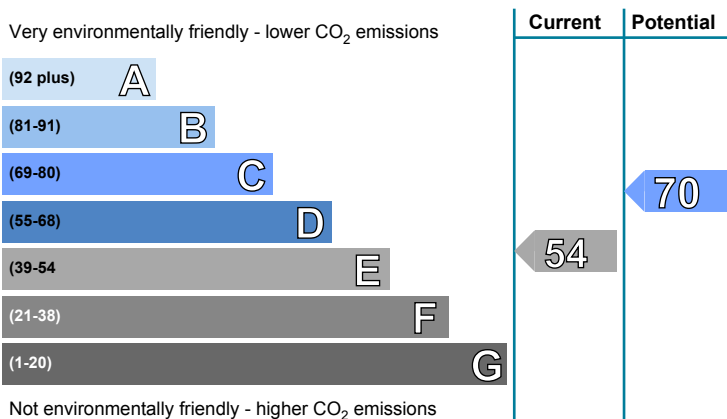 Current Potential
Very environmentally friendly - lower CO2 emissions
(92 plus) A
(81-91) B
(69-80) C
70
(55-68) D
54
(39-54 E
(21-38) F
(1-20) G
Not environmentally friendly - higher CO2 emissions